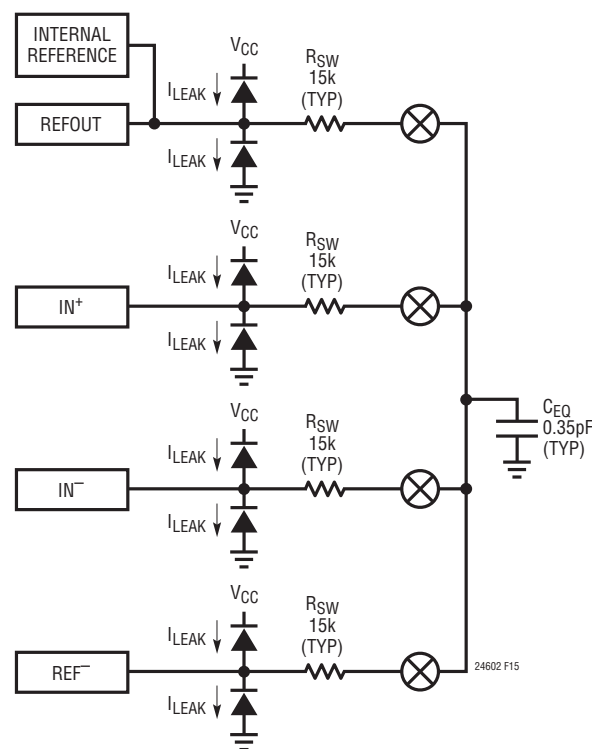 INTERNAL
REFERENCE
REFOUT
VCC
ILEAK
ILEAK
RSW
15k
(TYP)
IN+
VCC
ILEAK
ILEAK
RSW
15k
(TYP)
IN–
VCC
ILEAK
ILEAK
RSW
15k
(TYP)
CEQ
0.35pF
(TYP)
REF–
VCC
ILEAK
ILEAK
RSW
15k
(TYP)
24602 F15